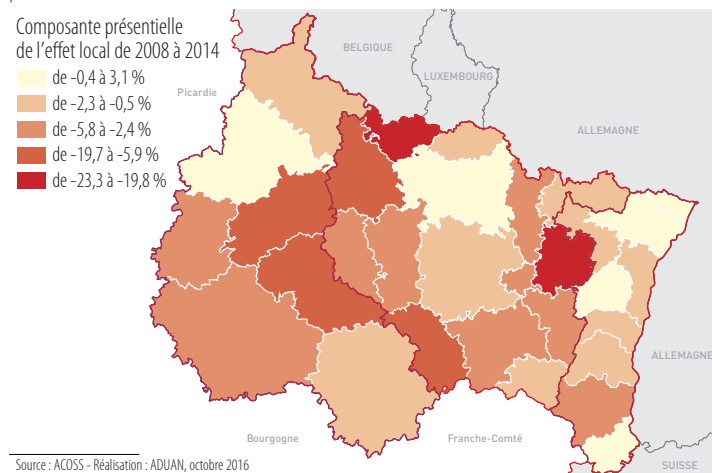 Composante présentielle
de l'effet local de 2008 à 2014
de -0,4 à 3,1 %
de -2,3 à -0,5 %
de -5,8 à -2,4 %
de -19,7 à -5,9 %
de -23,3 à -19,8 %
BELGIQUE
LUXEMBOURG
Picardie
ALLEMAGNE
ALLEMAGNE
Bourgogne
Franche-Comté
SUISSE
Source : ACOSS - Réalisation : ADUAN, octobre 2016